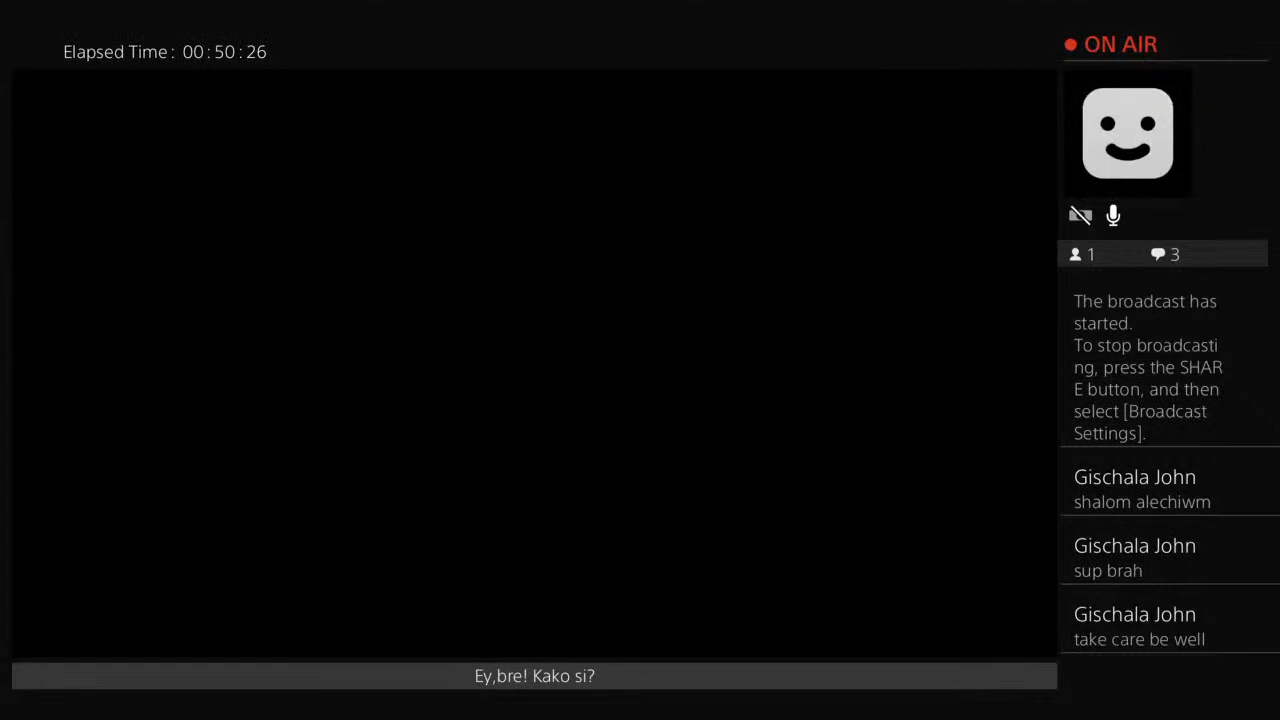 Elapsed Time: 00:50:26
ON AIR
1
3
The broadcast has
started.
To stop broadcasti
ng, press the SHAR
E button, and then
select [Broadcast
Settings].
Gischala John
shalom alechiwm
Gischala John
sup brah
Gischala John
take care be well
Ey,bre! Kako si?